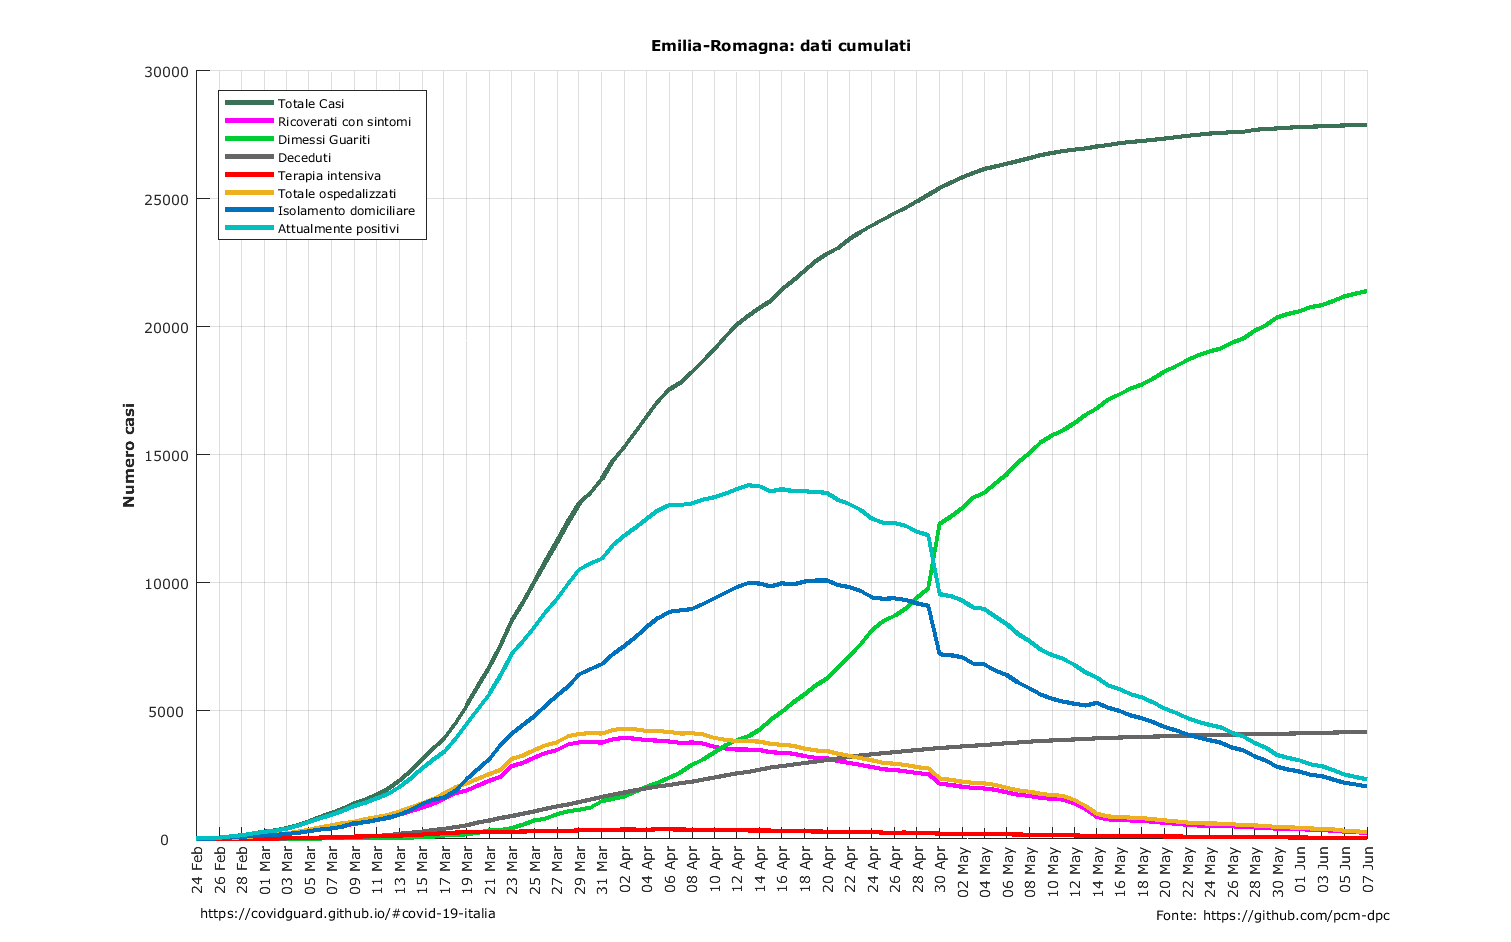 Emilia-Romagna: dati cumulati
Numero casi
30000
25000
20000
15000
10000
5000
0
Totale Casi
Ricoverati con sintomi
Dimessi Guariti
Deceduti
Terapia intensiva
Totale ospedalizzati
Isolamento domiciliare
Attualmente positivi
24 Feb
26 Feb
28 Feb
01 Mar
03 Mar
05 Mar
07 Mar
09 Mar
11 Mar
13 Mar
15 Mar
17 Mar
19 Mar
21 Mar
23 Mar
25 Mar
27 Mar
29 Mar
31 Mar
02 Apr
04 Apr
06 Apr
08 Apr
10 Apr
12 Apr
14 Apr
16 Apr
18 Apr
20 Apr
22 Apr
24 Apr
26 Apr
28 Apr
30 Apr
02 May
04 May
06 May
08 May
10 May
12 May
14 May
16 May
18 May
20 May
22 May
24 May
26 May
28 May
30 May
01 Jun
03 Jun
05 Jun
07 Jun
https://covidguard.github.io/#covid-19-italia
Fonte: https://github.com/pcm-dpc